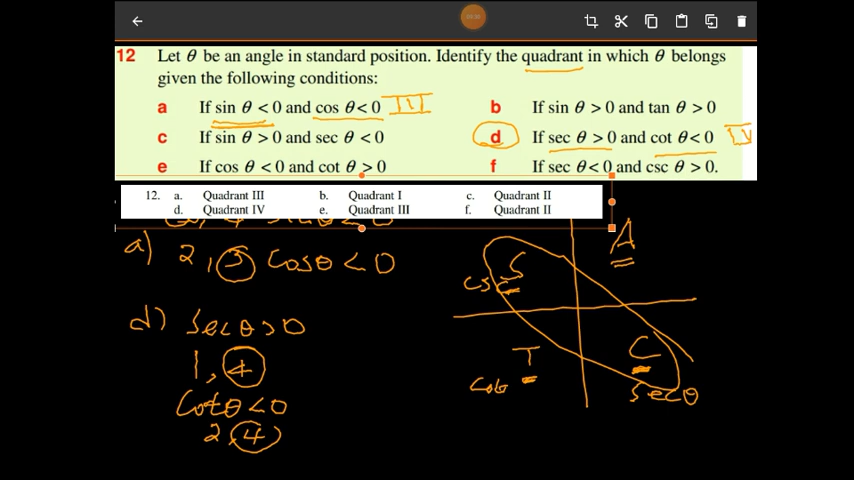 12 Let θ be an angle in standard position. Identify the quadrant in which θ belongs
given the following conditions:
a If sin θ < 0 and cos θ < 0 III b If sin θ > 0 and tan θ > 0
c If sin θ > 0 and sec θ < 0 d If sec θ > 0 and cot θ < 0 IV
e If cos θ < 0 and cot θ > 0 f If sec θ < 0 and csc θ > 0.
12. a. Quadrant III b. Quadrant I c. Quadrant II
d. Quadrant IV e. Quadrant III f. Quadrant II
a) 2, 3 cosθ < 0
d) secθ > 0
1, 4
cotθ < 0
2, 4
A
S
csc
T
cot
C
secθ